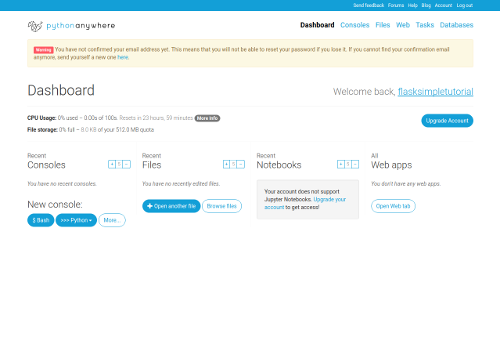 Send feedback Forums Help Blog Account Log out
pythonanywhere
Dashboard Consoles Files Web Tasks Databases
Warning You have not confirmed your email address yet. This means that you will not be able to reset your password if you lose it. If you cannot find your confirmation email
anymore, send yourself a new one here.
Dashboard
Welcome back, flasksimpletutorial
CPU Usage: 0% used – 0.00s of 100s. Resets in 23 hours, 59 minutes More Info
File storage: 0% full – 8.0 KB of your 512.0 MB quota
Upgrade Account
Recent
Consoles
You have no recent consoles.
New console:
$ Bash >>> Python More...
Recent
Files
You have no recently edited files.
Open another file Browse files
Recent
Notebooks
Your account does not support
Jupyter Notebooks. Upgrade your
account to get access!
All
Web apps
You don't have any web apps.
Open Web tab